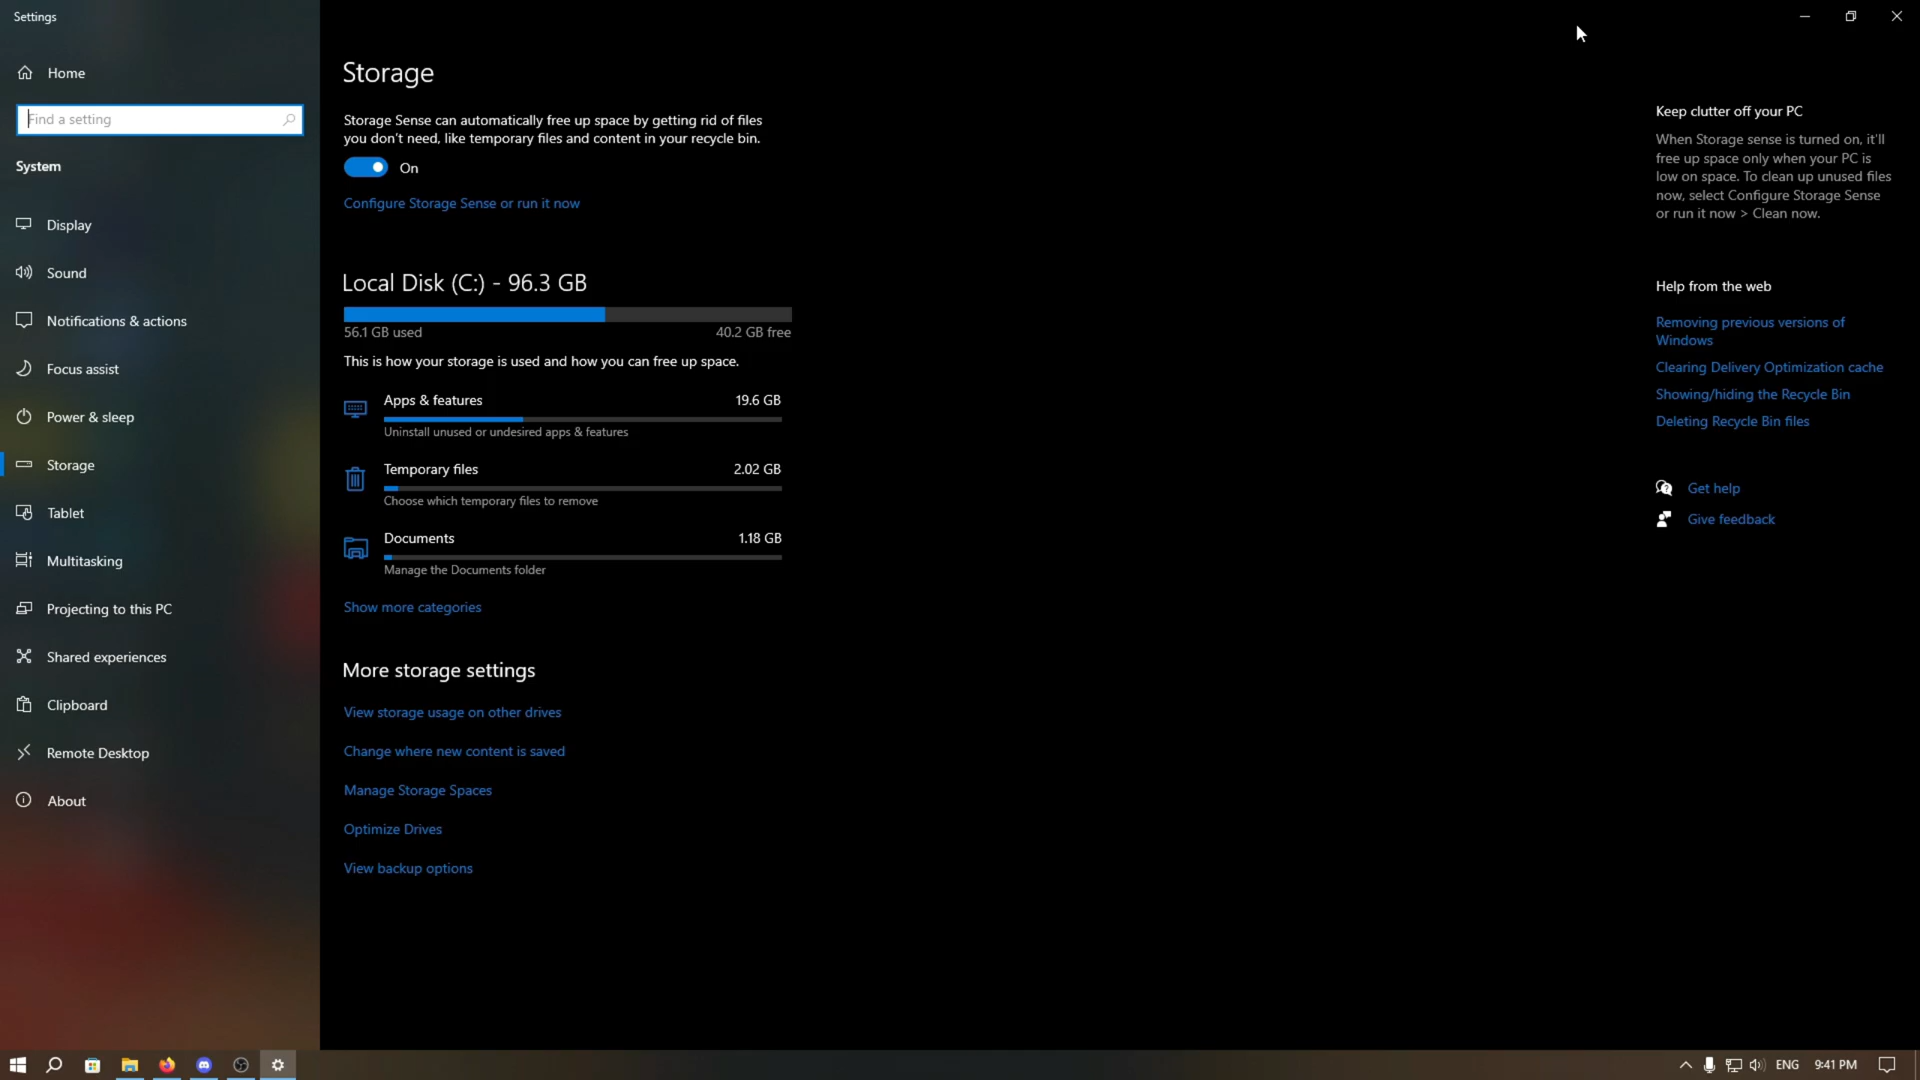 Settings
Home
Find a setting
System
Display
Sound
Notifications & actions
Focus assist
Power & sleep
Storage
Tablet
Multitasking
Projecting to this PC
Shared experiences
Clipboard
Remote Desktop
About
Storage
Storage Sense can automatically free up space by getting rid of files
you don't need, like temporary files and content in your recycle bin.
On
Configure Storage Sense or run it now
Local Disk (C:) - 96.3 GB
56.1 GB used
40.2 GB free
This is how your storage is used and how you can free up space.
Apps & features
19.6 GB
Uninstall unused or undesired apps & features
Temporary files
2.02 GB
Choose which temporary files to remove
Documents
1.18 GB
Manage the Documents folder
Show more categories
More storage settings
View storage usage on other drives
Change where new content is saved
Manage Storage Spaces
Optimize Drives
View backup options
Keep clutter off your PC
When Storage sense is turned on, it'll
free up space only when your PC is
low on space. To clean up unused files
now, select Configure Storage Sense
or run it now > Clean now.
Help from the web
Removing previous versions of
Windows
Clearing Delivery Optimization cache
Showing/hiding the Recycle Bin
Deleting Recycle Bin files
Get help
Give feedback
ENG
9:41 PM